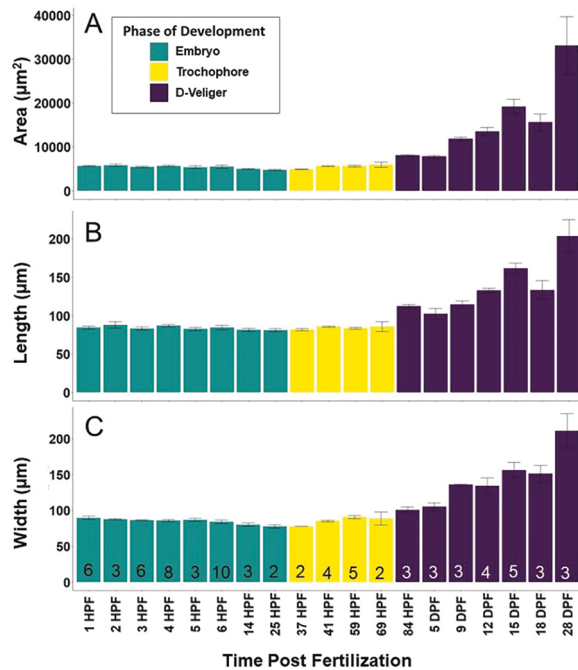 A
Phase of Development
Embryo
Trochophore
D-Veliger
Area (µm²)
40000
30000
20000
10000
0
B
Length (µm)
200
150
100
50
0
C
Width (µm)
200
150
100
50
0
6 3 6 8 3 10 3 2 2 4 5 2 3 3 3 4 5 3 3
1 HPF
2 HPF
3 HPF
4 HPF
5 HPF
6 HPF
14 HPF
25 HPF
37 HPF
41 HPF
59 HPF
69 HPF
84 HPF
5 DPF
9 DPF
12 DPF
15 DPF
18 DPF
28 DPF
Time Post Fertilization